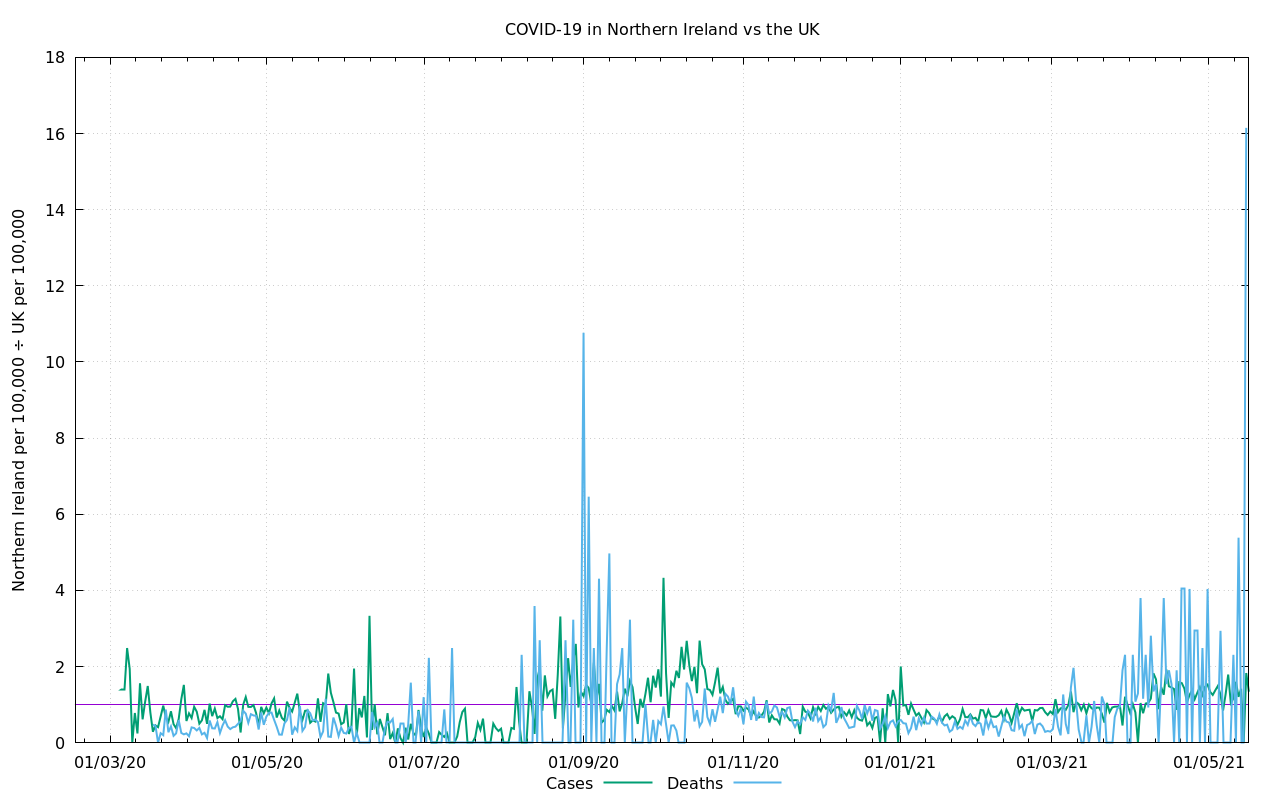 COVID-19 in Northern Ireland vs the UK
18
16
14
12
10
8
6
4
2
0
Northern Ireland per 100,000 ÷ UK per 100,000
01/03/20 01/05/20 01/07/20 01/09/20 01/11/20 01/01/21 01/03/21 01/05/21
Cases Deaths